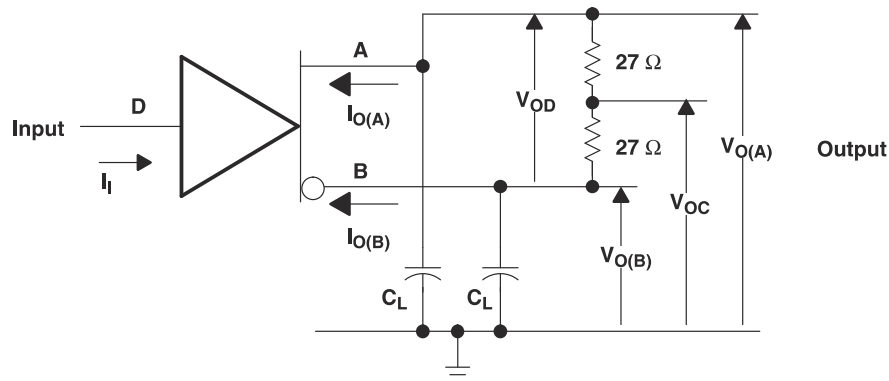 A
27 Ω
D
I_O(A)
V_OD
Input
27 Ω
V_O(A)
Output
B
I_I
V_OC
I_O(B)
V_O(B)
C_L
C_L